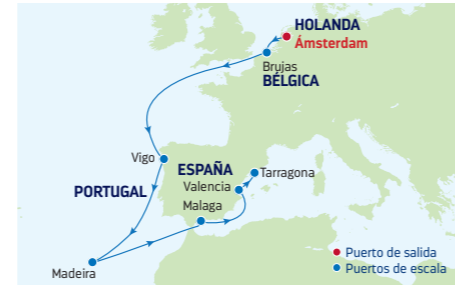 HOLANDA
Ámsterdam
Brujas
BÉLGICA
Vigo
ESPAÑA
Tarragona
Valencia
PORTUGAL
Malaga
Madeira
Puerto de salida
Puertos de escala